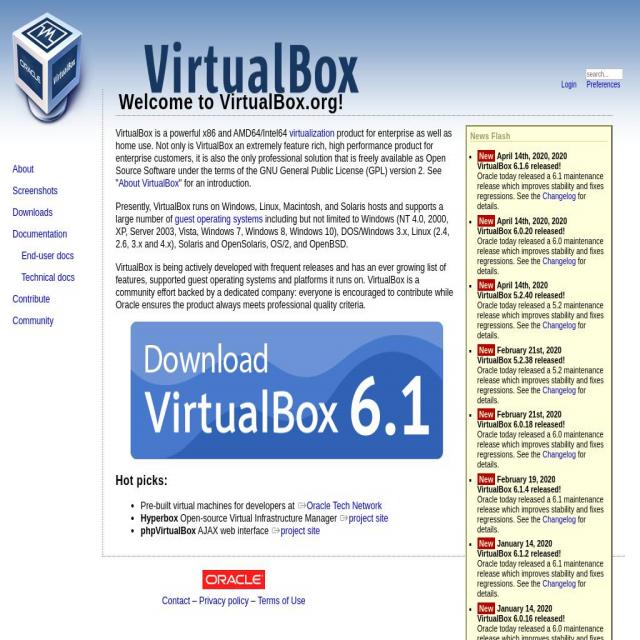 ORACLE
VirtualBox
VirtualBox
Welcome to VirtualBox.org!
search...
Login
Preferences
About
Screenshots
Downloads
Documentation
End-user docs
Technical docs
Contribute
Community
VirtualBox is a powerful x86 and AMD64/Intel64 virtualization product for enterprise as well as
home use. Not only is VirtualBox an extremely feature rich, high performance product for
enterprise customers, it is also the only professional solution that is freely available as Open
Source Software under the terms of the GNU General Public License (GPL) version 2. See
"About VirtualBox" for an introduction.
Presently, VirtualBox runs on Windows, Linux, Macintosh, and Solaris hosts and supports a
large number of guest operating systems including but not limited to Windows (NT 4.0, 2000,
XP, Server 2003, Vista, Windows 7, Windows 8, Windows 10), DOS/Windows 3.x, Linux (2.4,
2.6, 3.x and 4.x), Solaris and OpenSolaris, OS/2, and OpenBSD.
VirtualBox is being actively developed with frequent releases and has an ever growing list of
features, supported guest operating systems and platforms it runs on. VirtualBox is a
community effort backed by a dedicated company: everyone is encouraged to contribute while
Oracle ensures the product always meets professional quality criteria.
Download
VirtualBox 6.1
Hot picks:
• Pre-built virtual machines for developers at Oracle Tech Network
• Hyperbox Open-source Virtual Infrastructure Manager project site
• phpVirtualBox AJAX web interface project site
News Flash
• New April 14th, 2020, 2020
VirtualBox 6.1.6 released!
Oracle today released a 6.1 maintenance
release which improves stability and fixes
regressions. See the Changelog for
details.
• New April 14th, 2020, 2020
VirtualBox 6.0.20 released!
Oracle today released a 6.0 maintenance
release which improves stability and fixes
regressions. See the Changelog for
details.
• New April 14th, 2020
VirtualBox 5.2.40 released!
Oracle today released a 5.2 maintenance
release which improves stability and fixes
regressions. See the Changelog for
details.
• New February 21st, 2020
VirtualBox 5.2.38 released!
Oracle today released a 5.2 maintenance
release which improves stability and fixes
regressions. See the Changelog for
details.
• New February 21st, 2020
VirtualBox 6.0.18 released!
Oracle today released a 6.0 maintenance
release which improves stability and fixes
regressions. See the Changelog for
details.
• New February 19, 2020
VirtualBox 6.1.4 released!
Oracle today released a 6.1 maintenance
release which improves stability and fixes
regressions. See the Changelog for
details.
• New January 14, 2020
VirtualBox 6.1.2 released!
Oracle today released a 6.1 maintenance
release which improves stability and fixes
regressions. See the Changelog for
details.
• New January 14, 2020
VirtualBox 6.0.16 released!
Oracle today released a 6.0 maintenance
ORACLE
Contact – Privacy policy – Terms of Use